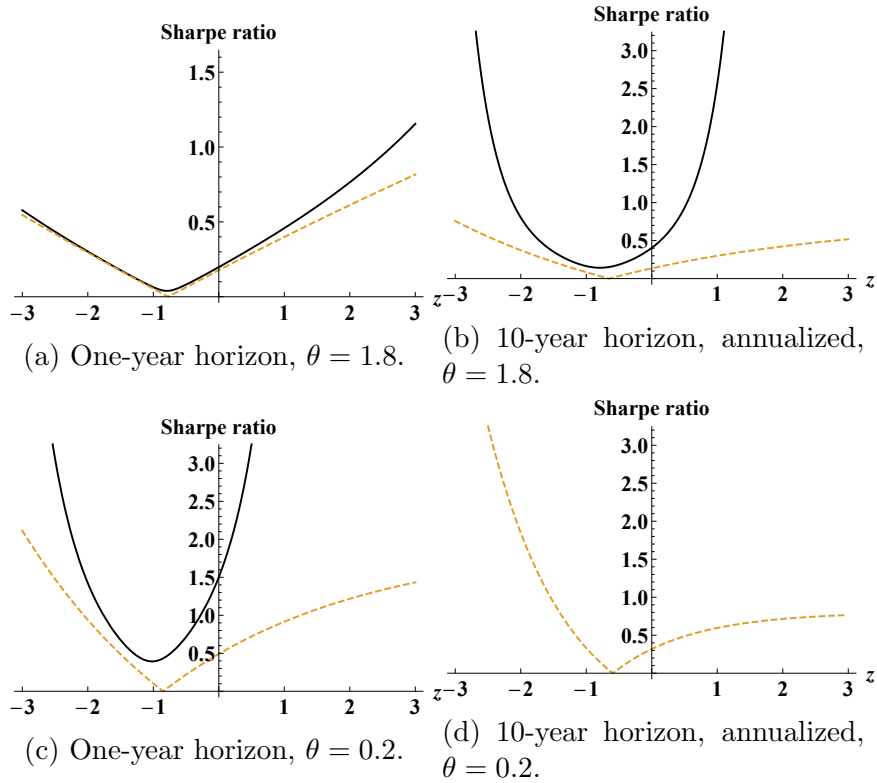 Sharpe ratio
1.5
1.0
0.5
-3 -2 -1 1 2 3 z
(a) One-year horizon, θ = 1.8.
Sharpe ratio
3.0
2.5
2.0
1.5
1.0
0.5
-3 -2 -1 1 2 3 z
(b) 10-year horizon, annualized,
θ = 1.8.
Sharpe ratio
3.0
2.5
2.0
1.5
1.0
0.5
-3 -2 -1 1 2 3 z
(c) One-year horizon, θ = 0.2.
Sharpe ratio
3.0
2.5
2.0
1.5
1.0
0.5
-3 -2 -1 1 2 3 z
(d) 10-year horizon, annualized,
θ = 0.2.